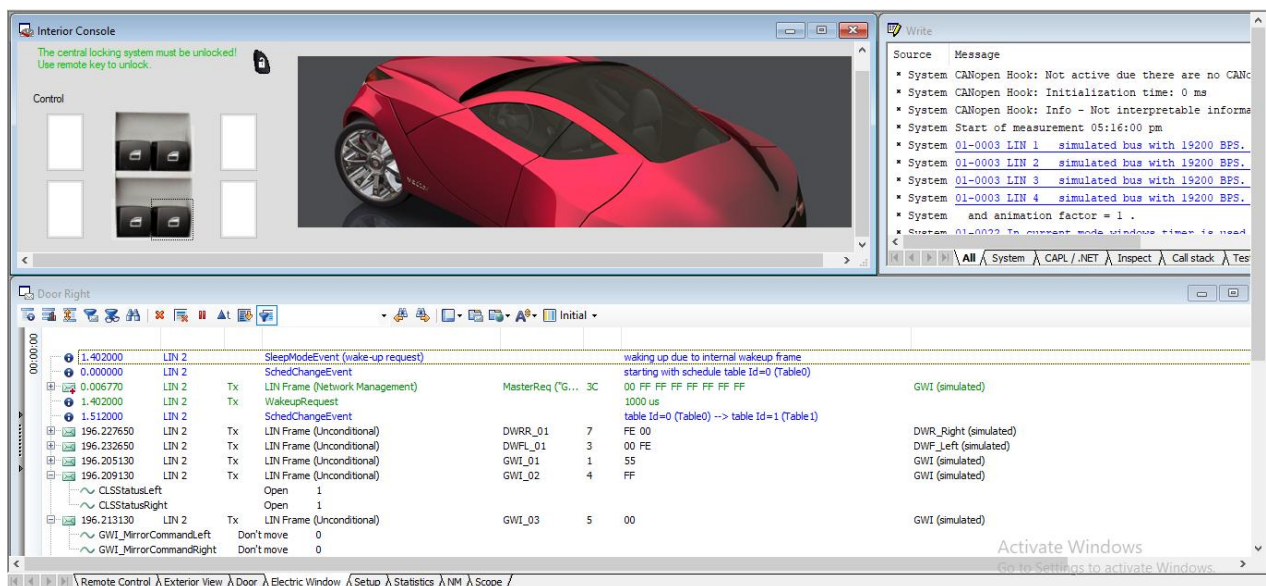 Interior Console
The central locking system must be unlocked!
Use remote key to unlock.
Control
Write
Source Message
* System CANopen Hook: Not active due there are no CANo
* System CANopen Hook: Initialization time: 0 ms
* System CANopen Hook: Info - Not interpretable informa
* System Start of measurement 05:16:00 pm
* System 01-0003 LIN 1 simulated bus with 19200 BPS.
* System 01-0003 LIN 2 simulated bus with 19200 BPS.
* System 01-0003 LIN 3 simulated bus with 19200 BPS.
* System 01-0003 LIN 4 simulated bus with 19200 BPS.
* System and animation factor = 1 .
* System 01-0022 In current mode windows timer is used
All System CAPL / .NET Inspect Call stack Tes
Door Right
Δt Initial
00:00:00
1.402000 LIN 2 SleepModeEvent (wake-up request) waking up due to internal wakeup frame
0.000000 LIN 2 SchedChangeEvent starting with schedule table Id=0 (Table0)
0.006770 LIN 2 Tx LIN Frame (Network Management) MasterReq ("G... 3C 00 FF FF FF FF FF FF FF GWI (simulated)
1.402000 LIN 2 Tx WakeupRequest 1000 us
1.512000 LIN 2 SchedChangeEvent table Id=0 (Table0) --> table Id=1 (Table1)
196.227650 LIN 2 Tx LIN Frame (Unconditional) DWRR_01 7 FE 00 DWR_Right (simulated)
196.232650 LIN 2 Tx LIN Frame (Unconditional) DWFL_01 3 00 FE DWF_Left (simulated)
196.205130 LIN 2 Tx LIN Frame (Unconditional) GWI_01 1 55 GWI (simulated)
196.209130 LIN 2 Tx LIN Frame (Unconditional) GWI_02 4 FF GWI (simulated)
CLSStatusLeft Open 1
CLSStatusRight Open 1
196.213130 LIN 2 Tx LIN Frame (Unconditional) GWI_03 5 00 GWI (simulated)
GWI_MirrorCommandLeft Don't move 0
GWI_MirrorCommandRight Don't move 0
Activate Windows
Go to Settings to activate Windows.
Remote Control Exterior View Door Electric Window Setup Statistics NM Scope